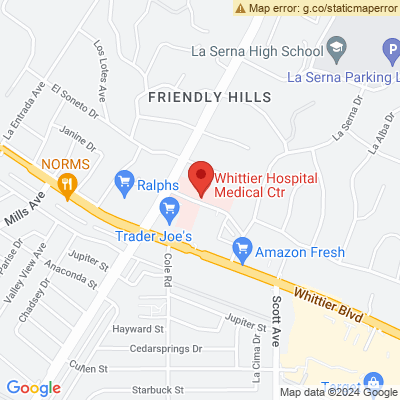 Map error: g.co/staticmaperror
La Serna High School
La Serna Parking L
Los Lotes Ave
La Entrada Ave
El Soneto Dr
FRIENDLY HILLS
La Serna Dr
La Alba Dr
Janine Dr
NORMS
Ralphs
Whittier Hospital
Medical Ctr
Mills Ave
Trader Joe's
Amazon Fresh
Parise Dr
Valley View Ave
Chadsey Dr
Jupiter St
Anaconda St
Cole Rd
Whittier Blvd
Scott Ave
Hayward St
Jupiter St
Cedarsprings Dr
La Cima Dr
Cullen St
Starbuck St
Target
Google
Map data ©2024 Google